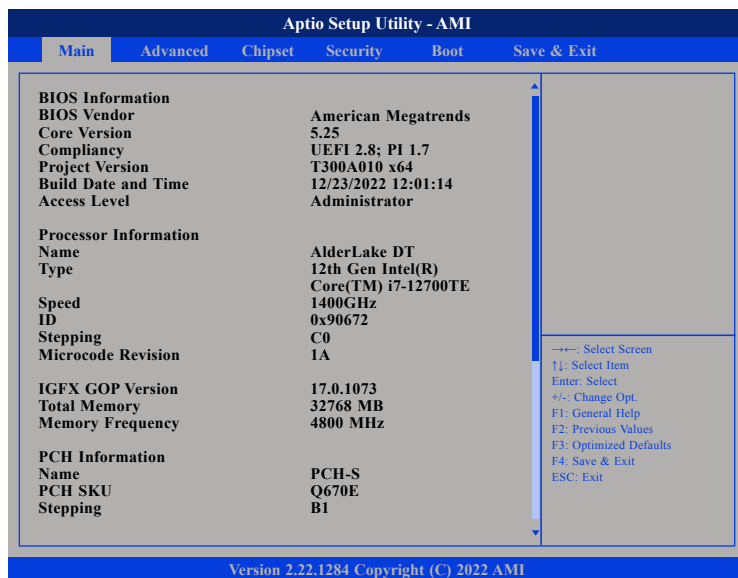 Aptio Setup Utility - AMI
Main Advanced Chipset Security Boot Save & Exit
BIOS Information
BIOS Vendor American Megatrends
Core Version 5.25
Compliancy UEFI 2.8; PI 1.7
Project Version T300A010 x64
Build Date and Time 12/23/2022 12:01:14
Access Level Administrator
Processor Information
Name AlderLake DT
Type 12th Gen Intel(R)
Core(TM) i7-12700TE
Speed 1400GHz
ID 0x90672
Stepping C0
Microcode Revision 1A
IGFX GOP Version 17.0.1073
Total Memory 32768 MB
Memory Frequency 4800 MHz
PCH Information
Name PCH-S
PCH SKU Q670E
Stepping B1
→←: Select Screen
↑↓: Select Item
Enter: Select
+/-: Change Opt.
F1: General Help
F2: Previous Values
F3: Optimized Defaults
F4: Save & Exit
ESC: Exit
Version 2.22.1284 Copyright (C) 2022 AMI